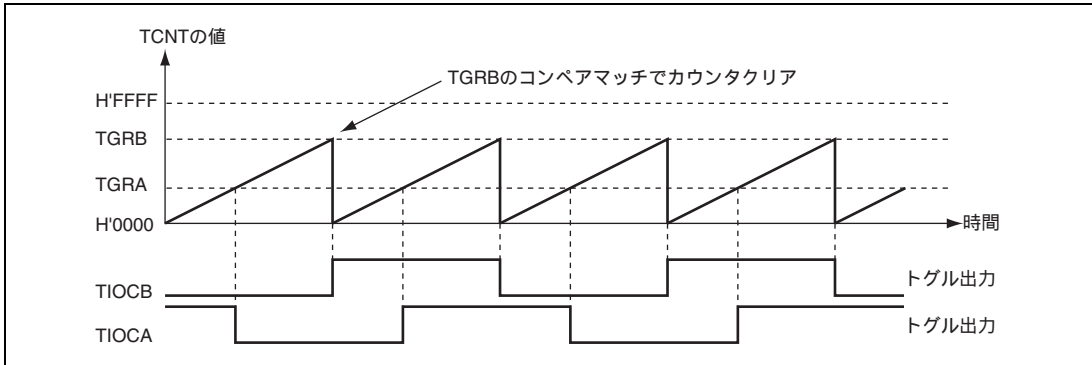 TCNTの値
TGRBのコンペアマッチでカウンタクリア
H'FFFF
TGRB
TGRA
H'0000
時間
TIOCB
トグル出力
TIOCA
トグル出力